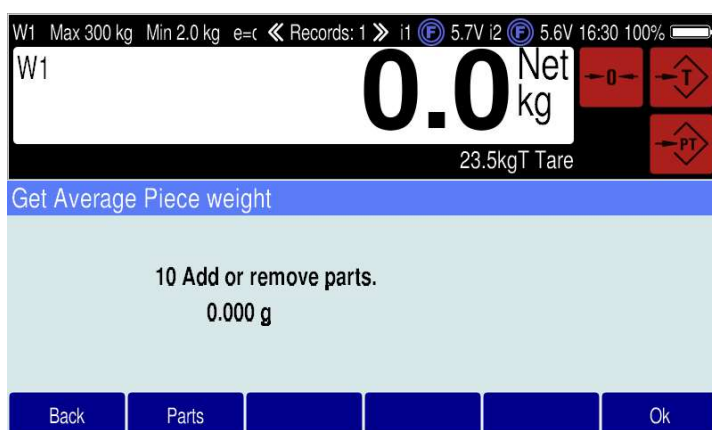 W1 Max 300 kg Min 2.0 kg e=c ≪ Records: 1 ≫ i1 F 5.7V i2 F 5.6V 16:30 100%
W1 0.0 Net kg →0← →T
→PT
23.5kgT Tare
Get Average Piece weight
10 Add or remove parts.
0.000 g
Back Parts Ok